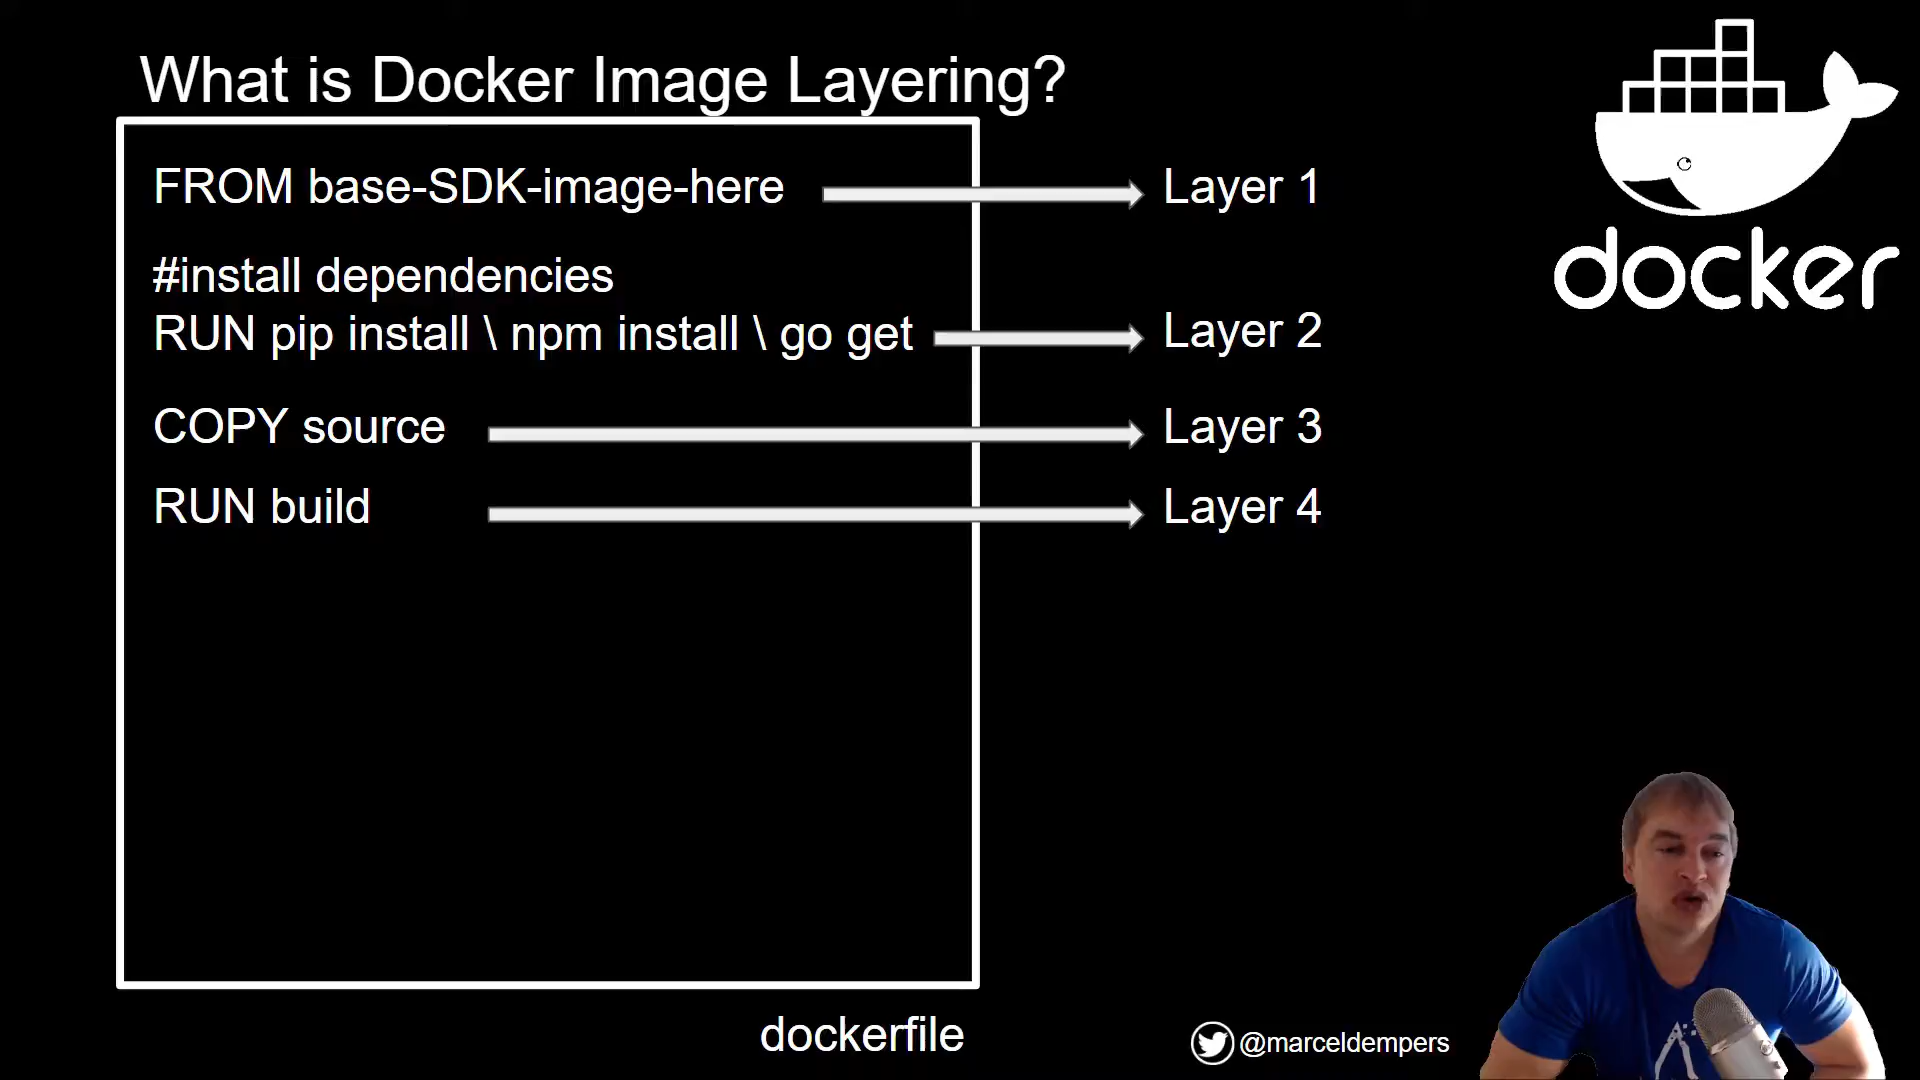 What is Docker Image Layering?
FROM base-SDK-image-here
Layer 1
#install dependencies
RUN pip install \ npm install \ go get
Layer 2
COPY source
Layer 3
RUN build
Layer 4
docker
dockerfile
@marceldempers